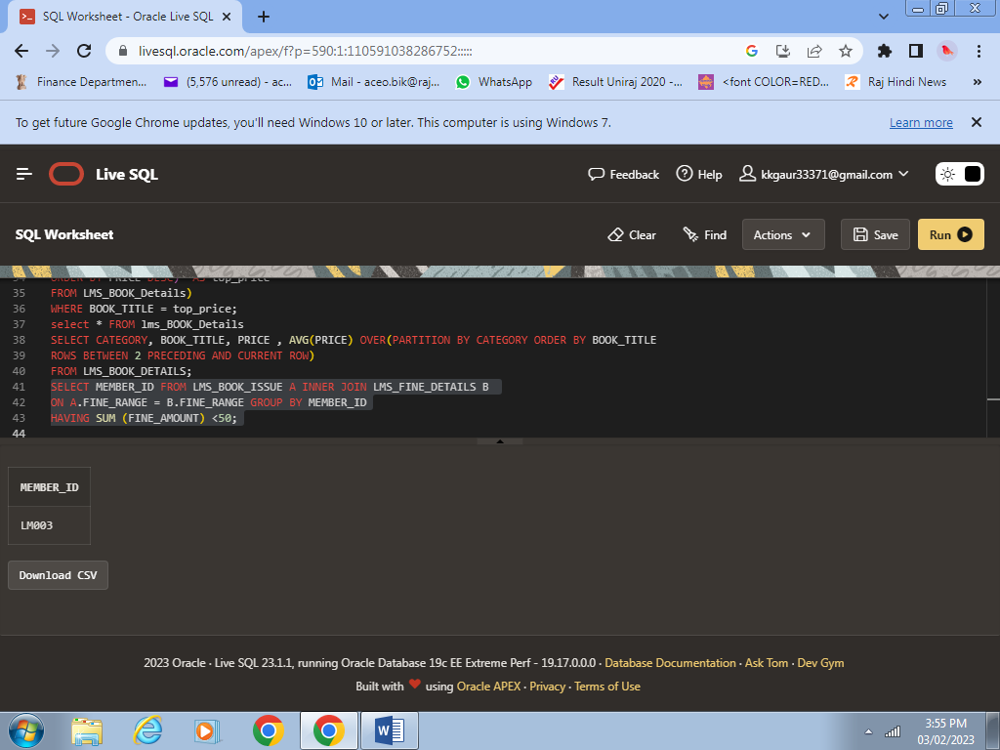 SQL Worksheet - Oracle Live SQL
livesql.oracle.com/apex/f?p=590:1:110591038286752:::::
Finance Departmen... (5,576 unread) - ac... Mail - aceo.bik@raj... WhatsApp Result Uniraj 2020 -... <font COLOR=RED... Raj Hindi News »
To get future Google Chrome updates, you'll need Windows 10 or later. This computer is using Windows 7. Learn more
Live SQL Feedback Help kkgaur33371@gmail.com
SQL Worksheet Clear Find Actions Save Run
34 ORDER BY PRICE DESC) AS top_price
35 FROM LMS_BOOK_Details)
36 WHERE BOOK_TITLE = top_price;
37 select * FROM lms_BOOK_Details
38 SELECT CATEGORY, BOOK_TITLE, PRICE , AVG(PRICE) OVER(PARTITION BY CATEGORY ORDER BY BOOK_TITLE
39 ROWS BETWEEN 2 PRECEDING AND CURRENT ROW)
40 FROM LMS_BOOK_DETAILS;
41 SELECT MEMBER_ID FROM LMS_BOOK_ISSUE A INNER JOIN LMS_FINE_DETAILS B
42 ON A.FINE_RANGE = B.FINE_RANGE GROUP BY MEMBER_ID
43 HAVING SUM (FINE_AMOUNT) <50;
44
MEMBER_ID
LM003
Download CSV
2023 Oracle · Live SQL 23.1.1, running Oracle Database 19c EE Extreme Perf - 19.17.0.0.0 · Database Documentation · Ask Tom · Dev Gym
Built with ❤ using Oracle APEX · Privacy · Terms of Use
3:55 PM
03/02/2023